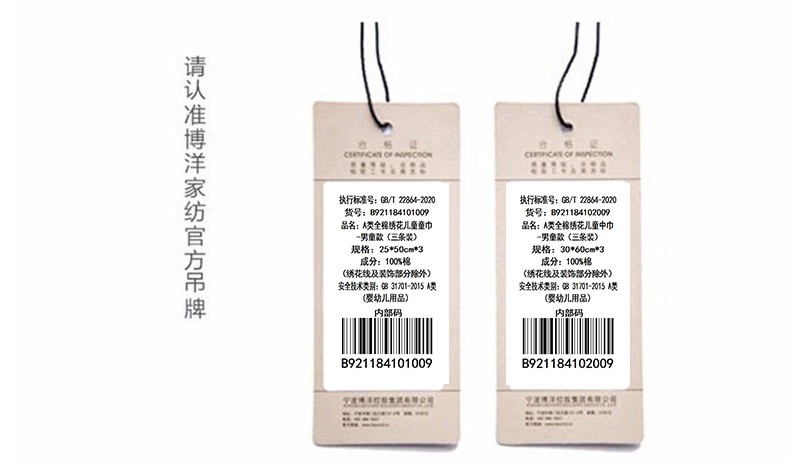 请认准博洋家纺官方吊牌
合格证
CERTIFICATE OF INSPECTION
执行标准号：GB/T 22864-2020
货号：B921184101009
品名：A类全棉绣花儿童童巾
-男童款（三条装）
规格：25*50cm*3
成分：100%棉
（绣花线及装饰部分除外）
安全技术类别：GB 31701-2015 A类
（婴幼儿用品）
内部码
B921184101009
宁波博洋控股集团有限公司
合格证
CERTIFICATE OF INSPECTION
执行标准号：GB/T 22864-2020
货号：B921184102009
品名：A类全棉绣花儿童中巾
-男童款（三条装）
规格：30*60cm*3
成分：100%棉
（绣花线及装饰部分除外）
安全技术类别：GB 31701-2015 A类
（婴幼儿用品）
内部码
B921184102009
宁波博洋控股集团有限公司